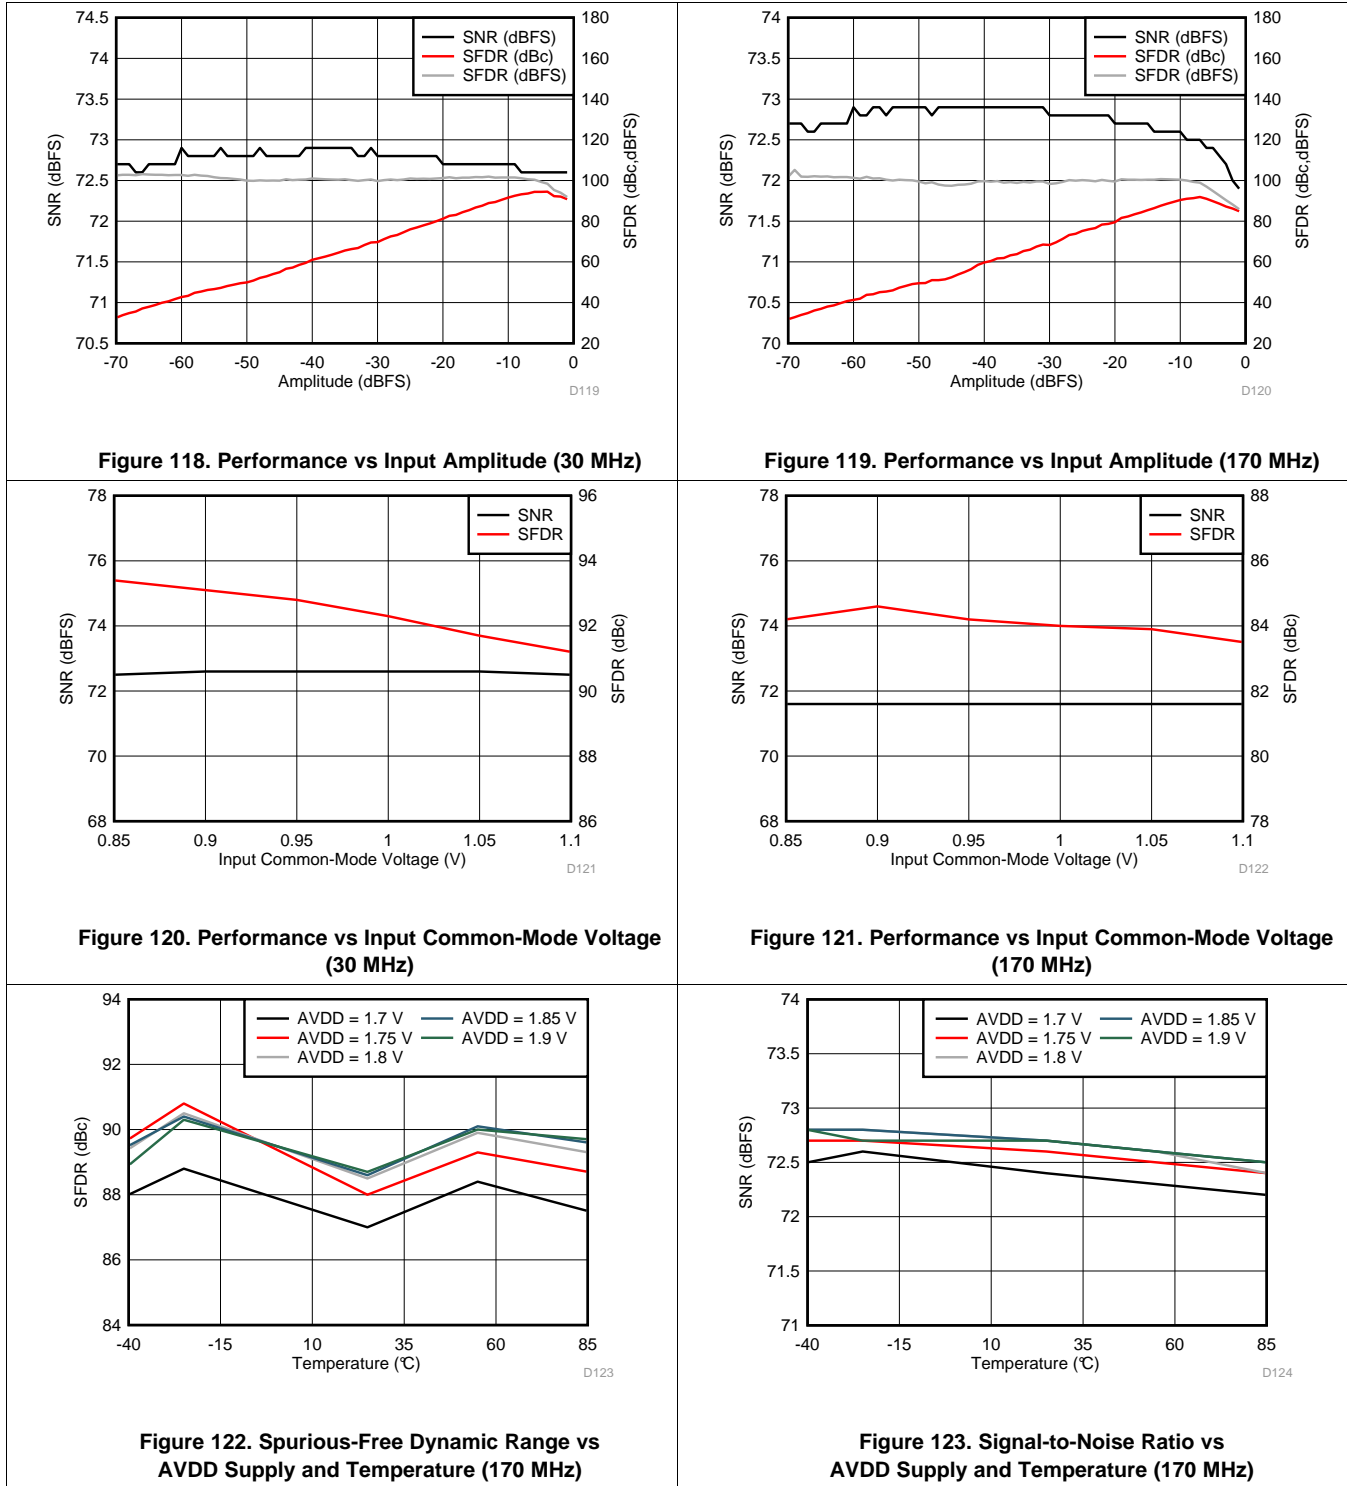 74.5
74
73.5
73
72.5
72
71.5
71
70.5
180
160
140
120
100
80
60
40
20
-70 -60 -50 -40 -30 -20 -10 0
SNR (dBFS)
SFDR (dBc,dBFS)
Amplitude (dBFS)
SNR (dBFS)
SFDR (dBc)
SFDR (dBFS)
D119
Figure 118. Performance vs Input Amplitude (30 MHz)
74
73.5
73
72.5
72
71.5
71
70.5
70
180
160
140
120
100
80
60
40
20
-70 -60 -50 -40 -30 -20 -10 0
SNR (dBFS)
SFDR (dBc,dBFS)
Amplitude (dBFS)
SNR (dBFS)
SFDR (dBc)
SFDR (dBFS)
D120
Figure 119. Performance vs Input Amplitude (170 MHz)
78
76
74
72
70
68
96
94
92
90
88
86
0.85 0.9 0.95 1 1.05 1.1
SNR (dBFS)
SFDR (dBc)
Input Common-Mode Voltage (V)
SNR
SFDR
D121
Figure 120. Performance vs Input Common-Mode Voltage
(30 MHz)
78
76
74
72
70
68
88
86
84
82
80
78
0.85 0.9 0.95 1 1.05 1.1
SNR (dBFS)
SFDR (dBc)
Input Common-Mode Voltage (V)
SNR
SFDR
D122
Figure 121. Performance vs Input Common-Mode Voltage
(170 MHz)
94
92
90
88
86
84
-40 -15 10 35 60 85
SFDR (dBc)
Temperature (°C)
AVDD = 1.7 V
AVDD = 1.75 V
AVDD = 1.8 V
AVDD = 1.85 V
AVDD = 1.9 V
D123
Figure 122. Spurious-Free Dynamic Range vs
AVDD Supply and Temperature (170 MHz)
74
73.5
73
72.5
72
71.5
71
-40 -15 10 35 60 85
SNR (dBFS)
Temperature (°C)
AVDD = 1.7 V
AVDD = 1.75 V
AVDD = 1.8 V
AVDD = 1.85 V
AVDD = 1.9 V
D124
Figure 123. Signal-to-Noise Ratio vs
AVDD Supply and Temperature (170 MHz)